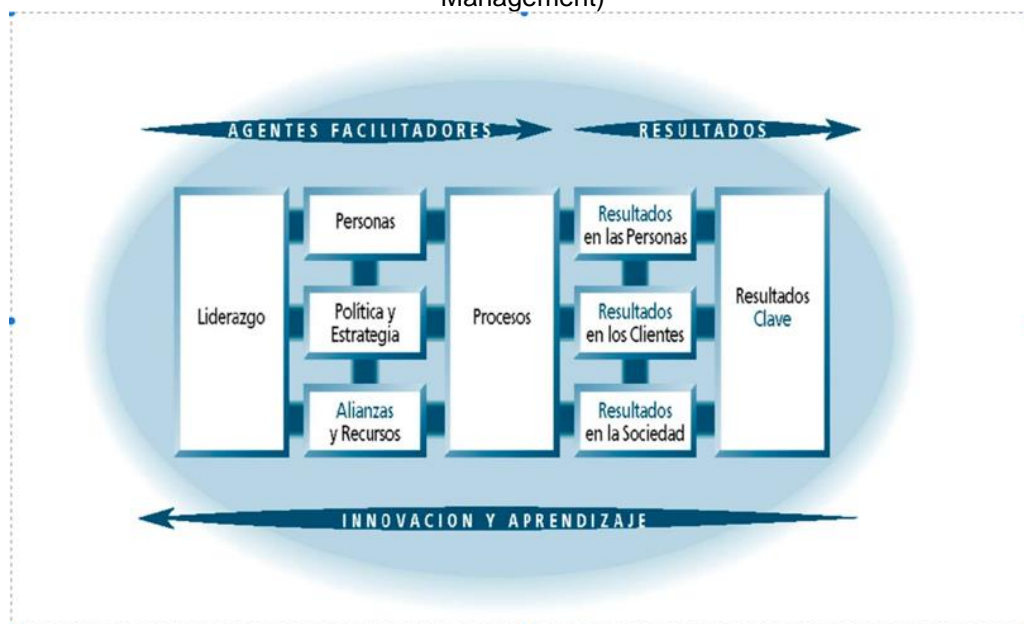 Management)
AGENTES FACILITADORES
RESULTADOS
Liderazgo
Personas
Política y
Estrategia
Alianzas
y Recursos
Procesos
Resultados
en las Personas
Resultados
en los Clientes
Resultados
en la Sociedad
Resultados
Clave
INNOVACION Y APRENDIZAJE